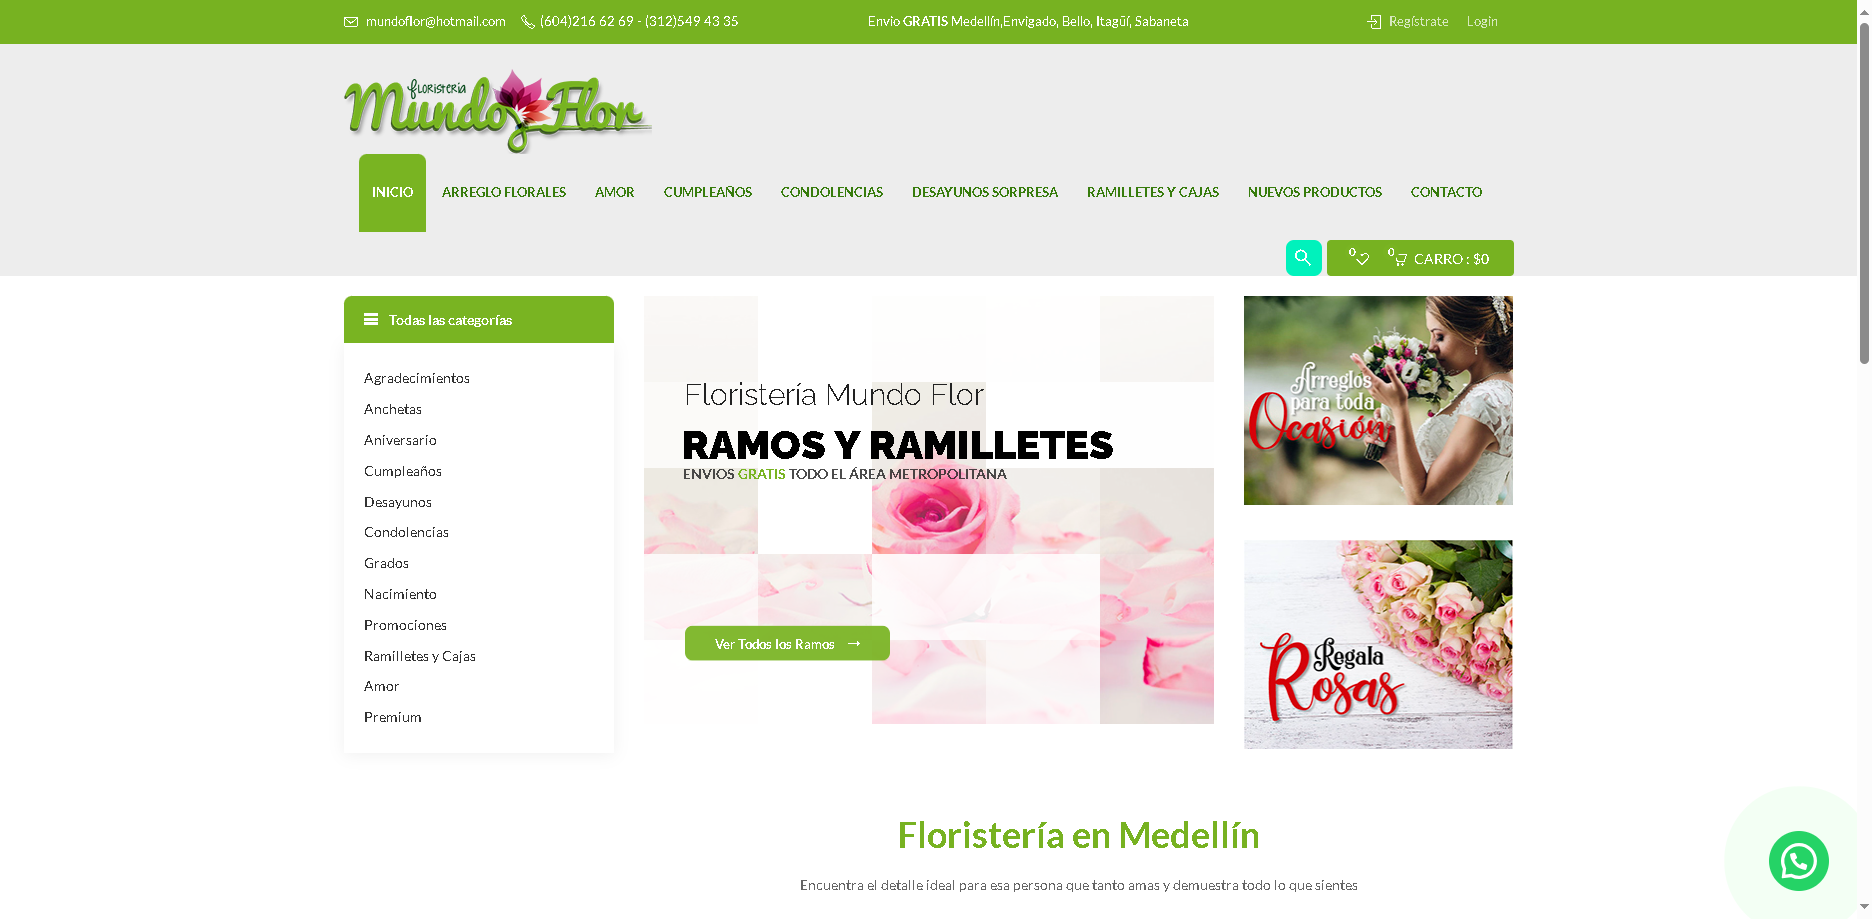 mundoflor@hotmail.com (604)216 62 69 - (312)549 43 35 Envio GRATIS Medellín,Envigado, Bello, Itagüí, Sabaneta Regístrate Login
FLORISTERÍA
Mundo Flor
INICIO ARREGLO FLORALES AMOR CUMPLEAÑOS CONDOLENCIAS DESAYUNOS SORPRESA RAMILLETES Y CAJAS NUEVOS PRODUCTOS CONTACTO
0 0 CARRO : $0
Todas las categorías
Agradecimientos
Anchetas
Aniversario
Cumpleaños
Desayunos
Condolencias
Grados
Nacimiento
Promociones
Ramilletes y Cajas
Amor
Premium
Floristería Mundo Flor
RAMOS Y RAMILLETES
ENVIOS GRATIS TODO EL ÁREA METROPOLITANA
Ver Todos los Ramos →
Arreglos
para toda
Ocasión
Regala
Rosas
Floristería en Medellín
Encuentra el detalle ideal para esa persona que tanto amas y demuestra todo lo que sientes